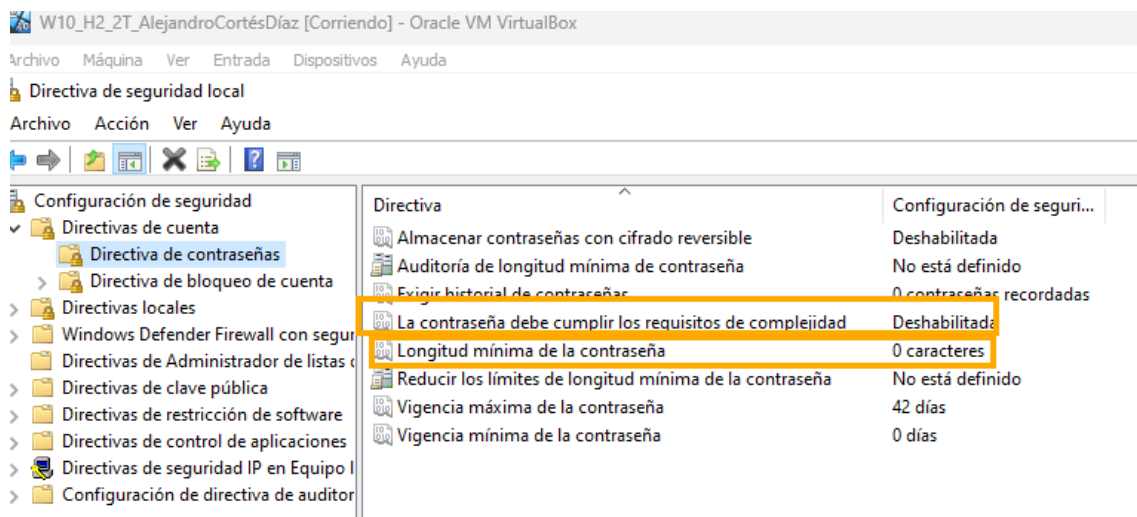 W10_H2_2T_AlejandroCortésDíaz [Corriendo] - Oracle VM VirtualBox
Archivo Máquina Ver Entrada Dispositivos Ayuda
Directiva de seguridad local
Archivo Acción Ver Ayuda
Configuración de seguridad
Directivas de cuenta
Directiva de contraseñas
Directiva de bloqueo de cuenta
Directivas locales
Windows Defender Firewall con segur
Directivas de Administrador de listas
Directivas de clave pública
Directivas de restricción de software
Directivas de control de aplicaciones
Directivas de seguridad IP en Equipo l
Configuración de directiva de auditor
Directiva Configuración de seguri...
Almacenar contraseñas con cifrado reversible Deshabilitada
Auditoría de longitud mínima de contraseña No está definido
Exigir historial de contraseñas 0 contraseñas recordadas
La contraseña debe cumplir los requisitos de complejidad Deshabilitada
Longitud mínima de la contraseña 0 caracteres
Reducir los límites de longitud mínima de la contraseña No está definido
Vigencia máxima de la contraseña 42 días
Vigencia mínima de la contraseña 0 días